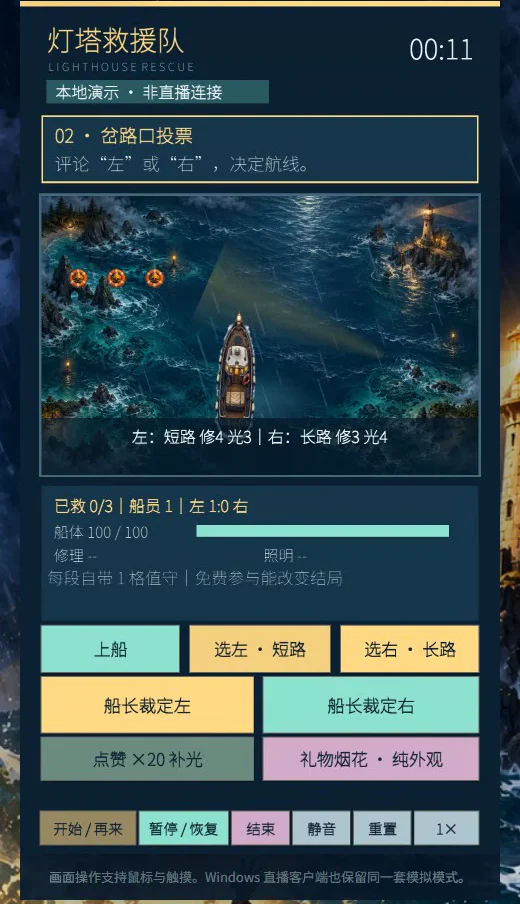 灯塔救援队
00:11
LIGHTHOUSE RESCUE
本地演示 · 非直播连接
02 · 岔路口投票
评论“左”或“右”，决定航线。
左：短路 修4 光3｜右：长路 修3 光4
已救 0/3｜船员 1｜左 1:0 右
船体 100 / 100
修理 -- 照明 --
每段自带 1 格值守｜免费参与能改变结局
上船 选左 · 短路 选右 · 长路
船长裁定左 船长裁定右
点赞 ×20 补光 礼物烟花 · 纯外观
开始 / 再来 暂停 / 恢复 结束 静音 重置 1×
画面操作支持鼠标与触摸。Windows 直播客户端也保留同一套模拟模式。